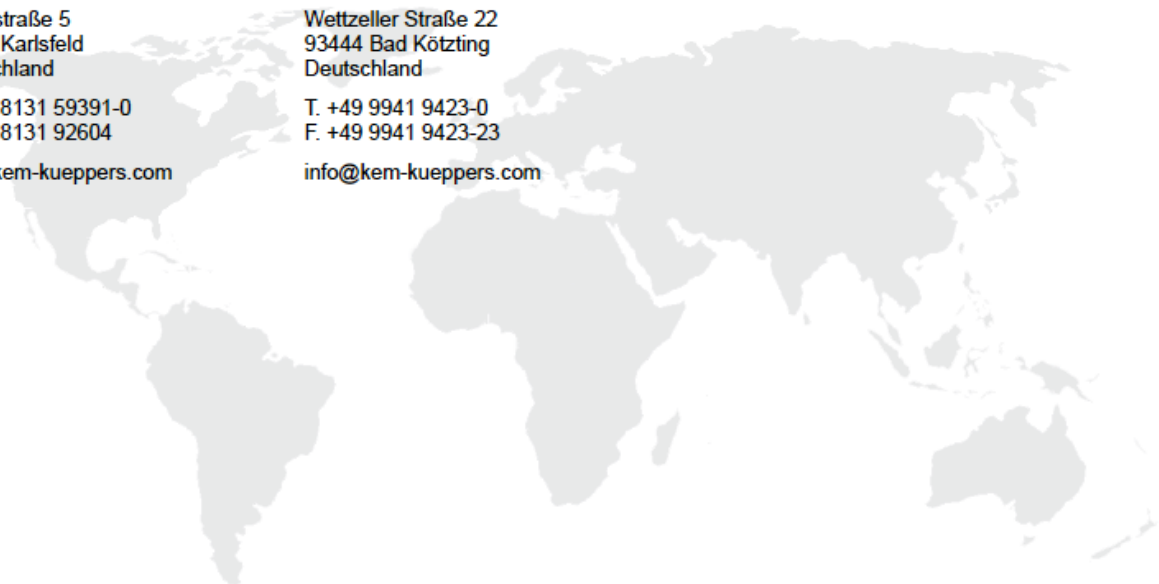 straße 5
Karlsfeld
chland
8131 59391-0
8131 92604
kem-kueppers.com
Wettzeller Straße 22
93444 Bad Kötzting
Deutschland
T. +49 9941 9423-0
F. +49 9941 9423-23
info@kem-kueppers.com